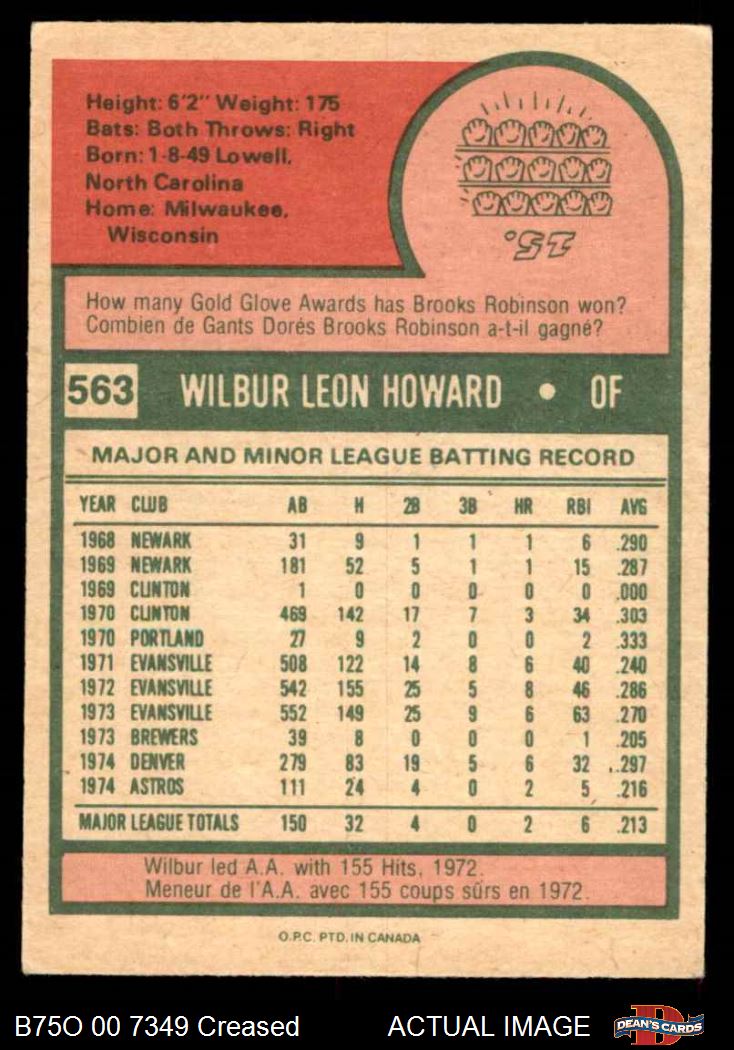 Height: 6'2" Weight: 175
Bats: Both Throws: Right
Born: 1-8-49 Lowell,
North Carolina
Home: Milwaukee,
Wisconsin
15.
How many Gold Glove Awards has Brooks Robinson won?
Combien de Gants Dorés Brooks Robinson a-t-il gagné?
563 WILBUR LEON HOWARD • OF
MAJOR AND MINOR LEAGUE BATTING RECORD
YEAR CLUB AB H 2B 3B HR RBI AVG
1968 NEWARK 31 9 1 1 1 6 .290
1969 NEWARK 181 52 5 1 1 15 .287
1969 CLINTON 1 0 0 0 0 0 .000
1970 CLINTON 469 142 17 7 3 34 .303
1970 PORTLAND 27 9 2 0 0 2 .333
1971 EVANSVILLE 508 122 14 8 6 40 .240
1972 EVANSVILLE 542 155 25 5 8 46 .286
1973 EVANSVILLE 552 149 25 9 6 63 .270
1973 BREWERS 39 8 0 0 0 1 .205
1974 DENVER 279 83 19 5 6 32 .297
1974 ASTROS 111 24 4 0 2 5 .216
MAJOR LEAGUE TOTALS 150 32 4 0 2 6 .213
Wilbur led A.A. with 155 Hits, 1972.
Meneur de l'A.A. avec 155 coups sûrs en 1972.
O.P.C. PTD. IN CANADA
B75O 00 7349 Creased ACTUAL IMAGE
DEAN'S CARDS